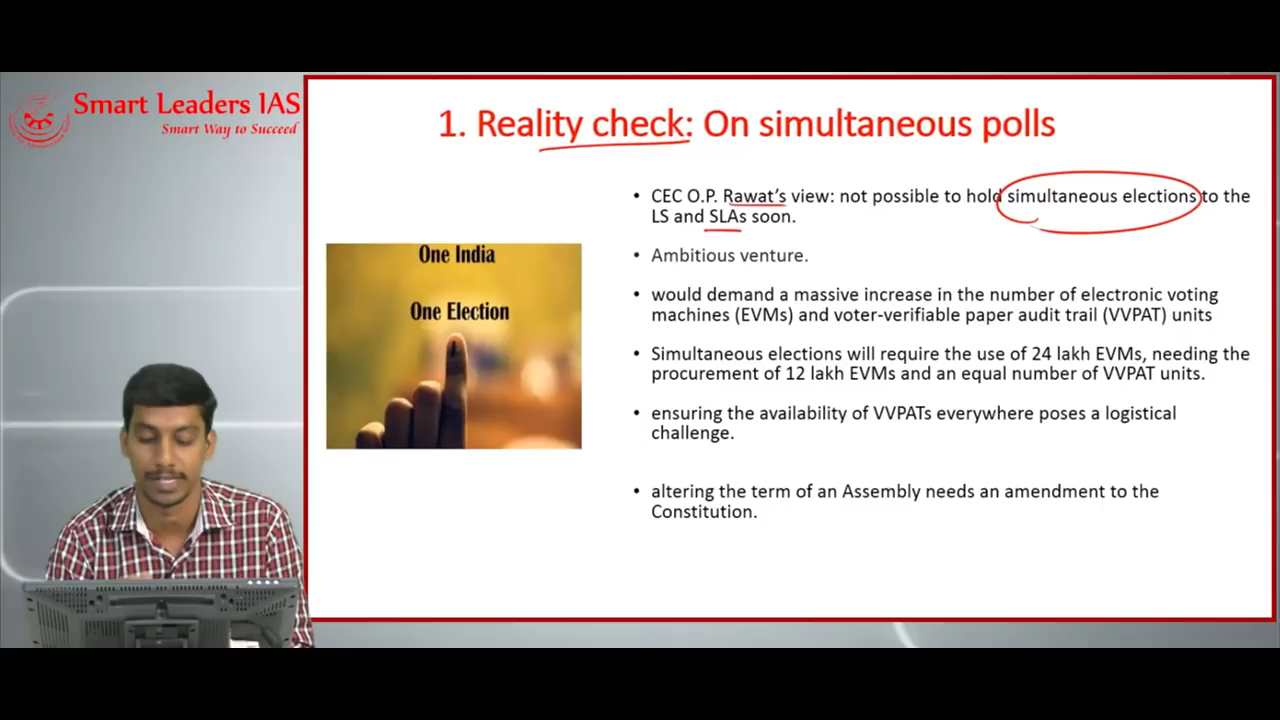 Smart Leaders IAS
Smart Way to Succeed
1. Reality check: On simultaneous polls
• CEC O.P. Rawat’s view: not possible to hold simultaneous elections to the
LS and SLAs soon.
• Ambitious venture.
• would demand a massive increase in the number of electronic voting
machines (EVMs) and voter-verifiable paper audit trail (VVPAT) units
• Simultaneous elections will require the use of 24 lakh EVMs, needing the
procurement of 12 lakh EVMs and an equal number of VVPAT units.
• ensuring the availability of VVPATs everywhere poses a logistical
challenge.
• altering the term of an Assembly needs an amendment to the
Constitution.
One India
One Election